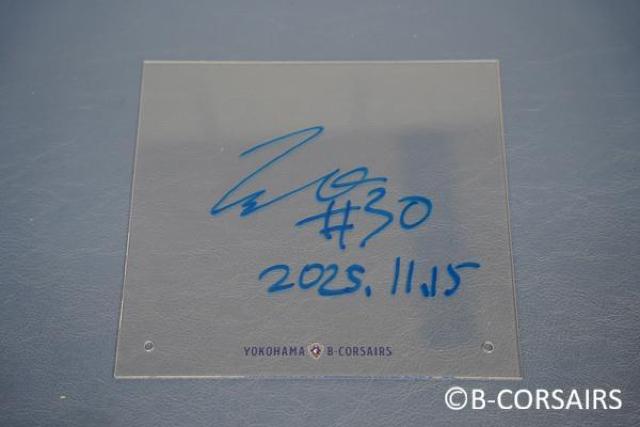 #30
2025.11.15
YOKOHAMA B-CORSAIRS
©B-CORSAIRS